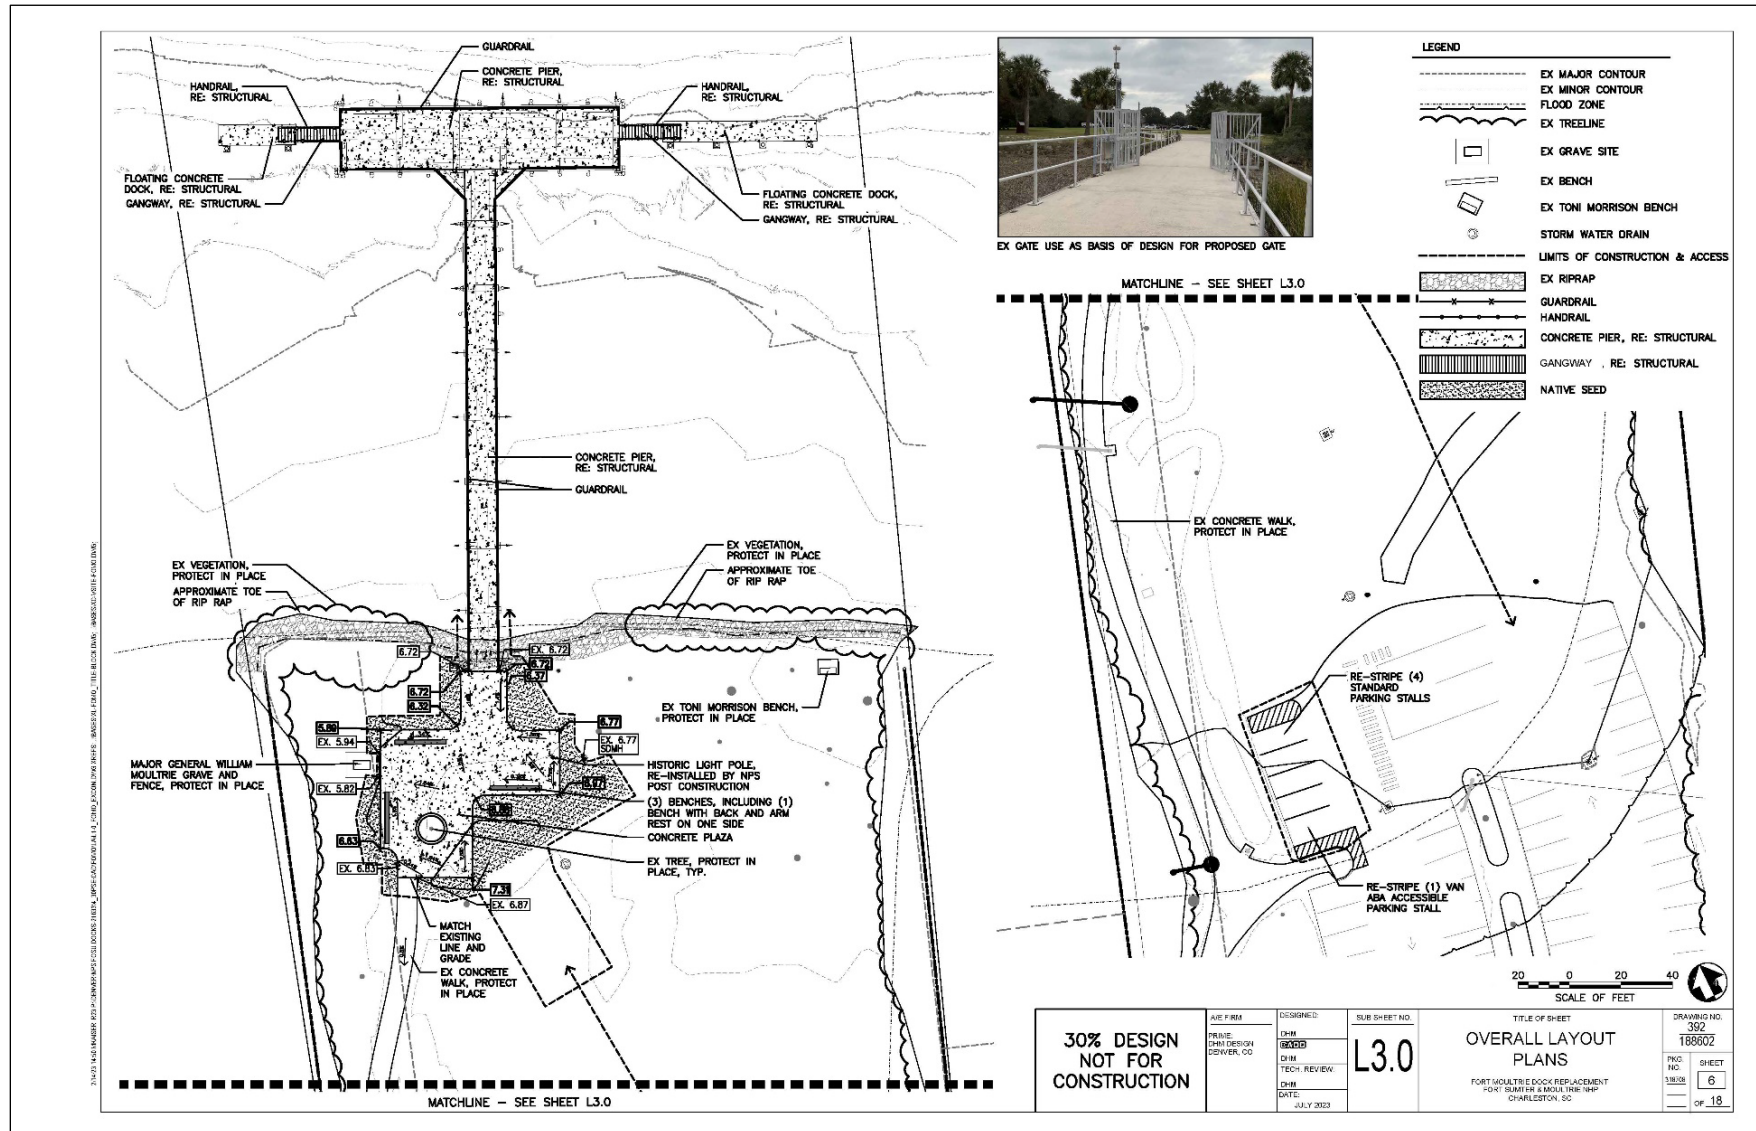 GUARDRAIL
CONCRETE PIER,
RE: STRUCTURAL
HANDRAIL,
RE: STRUCTURAL
HANDRAIL,
RE: STRUCTURAL
FLOATING CONCRETE
DOCK, RE: STRUCTURAL
GANGWAY, RE: STRUCTURAL
FLOATING CONCRETE DOCK,
RE: STRUCTURAL
GANGWAY, RE: STRUCTURAL
CONCRETE PIER,
RE: STRUCTURAL
GUARDRAIL
EX VEGETATION,
PROTECT IN PLACE
APPROXIMATE TOE
OF RIP RAP
EX VEGETATION,
PROTECT IN PLACE
APPROXIMATE TOE
OF RIP RAP
6.72
EX. 6.72
6.72
6.37
6.72
6.32
5.89
EX. 5.94
6.77
EX. 6.77
SDMH
EX TONI MORRISON BENCH,
PROTECT IN PLACE
MAJOR GENERAL WILLIAM
MOULTRIE GRAVE AND
FENCE, PROTECT IN PLACE
EX. 5.82
HISTORIC LIGHT POLE,
RE-INSTALLED BY NPS
POST CONSTRUCTION
(3) BENCHES, INCLUDING (1)
BENCH WITH BACK AND ARM
REST ON ONE SIDE
CONCRETE PLAZA
EX TREE, PROTECT IN
PLACE, TYP.
6.63
EX. 6.83
7.31
EX. 6.87
MATCH
EXISTING
LINE AND
GRADE
EX CONCRETE
WALK, PROTECT
IN PLACE
MATCHLINE - SEE SHEET L3.0
EX GATE USE AS BASIS OF DESIGN FOR PROPOSED GATE
MATCHLINE - SEE SHEET L3.0
EX CONCRETE WALK,
PROTECT IN PLACE
RE-STRIPE (4)
STANDARD
PARKING STALLS
RE-STRIPE (1) VAN
ABA ACCESSIBLE
PARKING STALL
LEGEND
EX MAJOR CONTOUR
EX MINOR CONTOUR
FLOOD ZONE
EX TREELINE
EX GRAVE SITE
EX BENCH
EX TONI MORRISON BENCH
STORM WATER DRAIN
LIMITS OF CONSTRUCTION & ACCESS
EX RIPRAP
GUARDRAIL
HANDRAIL
CONCRETE PIER, RE: STRUCTURAL
GANGWAY , RE: STRUCTURAL
NATIVE SEED
20 0 20 40
SCALE OF FEET
30% DESIGN
NOT FOR
CONSTRUCTION
A/E FIRM
PRIME:
DHM DESIGN
DENVER, CO
DESIGNED:
DHM
CADD
DHM
TECH. REVIEW:
DHM
DATE:
JULY 2023
SUB SHEET NO.
L3.0
TITLE OF SHEET
OVERALL LAYOUT
PLANS
FORT MOULTRIE DOCK REPLACEMENT
FORT SUMTER & MOULTRIE NHP
CHARLESTON, SC
DRAWING NO.
392
188602
PKG.
NO.
318708
SHEET
6
OF 18